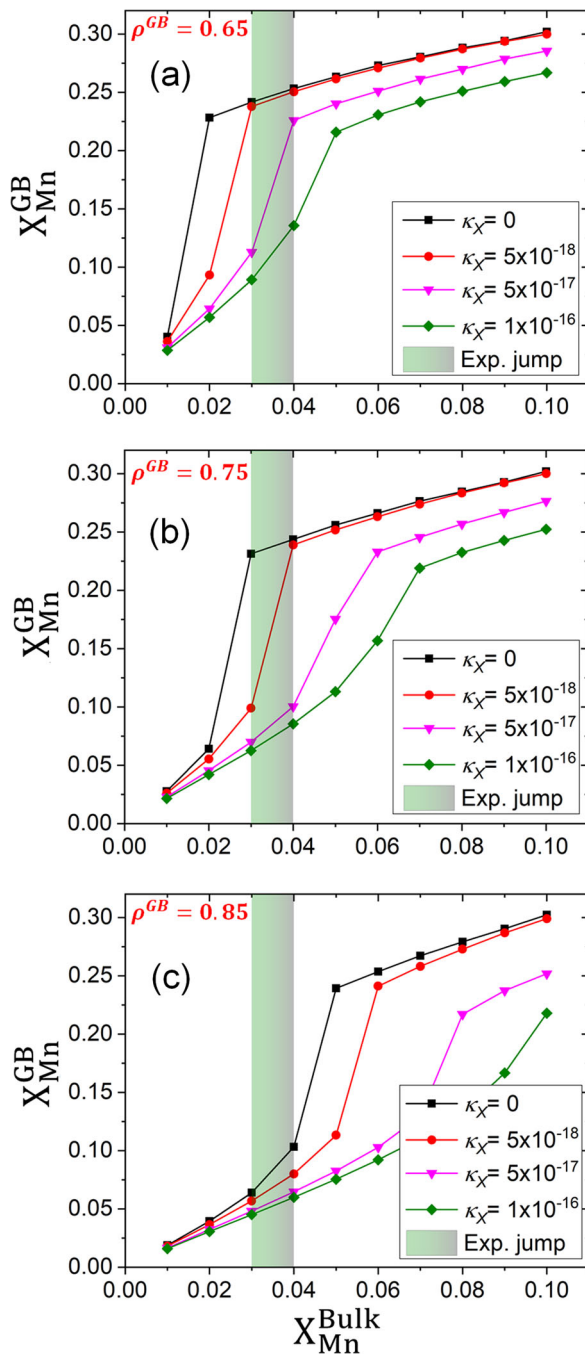 ρ^GB = 0.65
(a)
0.30
0.25
0.20
0.15
0.10
0.05
0.00
X_Mn^GB
κ_X= 0
κ_X= 5x10^-18
κ_X= 5x10^-17
κ_X= 1x10^-16
Exp. jump
0.00 0.02 0.04 0.06 0.08 0.10
ρ^GB = 0.75
(b)
0.30
0.25
0.20
0.15
0.10
0.05
0.00
X_Mn^GB
κ_X= 0
κ_X= 5x10^-18
κ_X= 5x10^-17
κ_X= 1x10^-16
Exp. jump
0.00 0.02 0.04 0.06 0.08 0.10
ρ^GB = 0.85
(c)
0.30
0.25
0.20
0.15
0.10
0.05
0.00
X_Mn^GB
κ_X= 0
κ_X= 5x10^-18
κ_X= 5x10^-17
κ_X= 1x10^-16
Exp. jump
0.00 0.02 0.04 0.06 0.08 0.10
X_Mn^Bulk